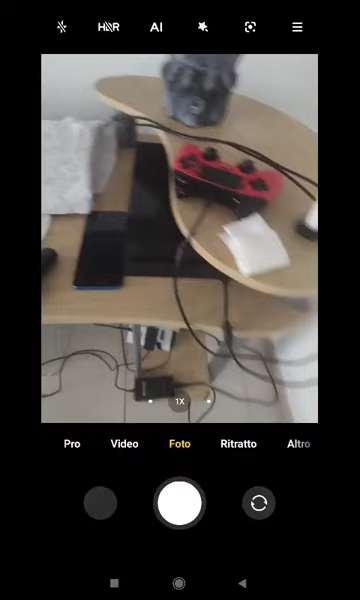 HDR
AI
1X
Pro
Video
Foto
Ritratto
Altro